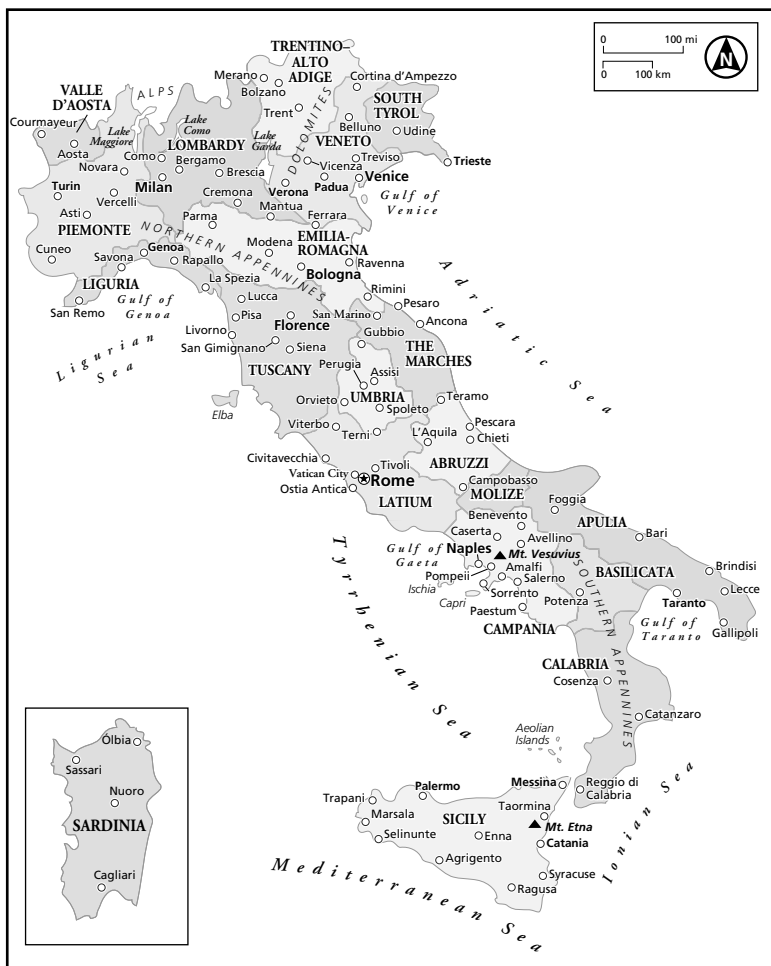 TRENTINO–
ALTO
ADIGE
Merano
Bolzano
Trent
Cortina d’Ampezzo
0 100 mi
0 100 km
N
VALLE
D’AOSTA
ALPS
SOUTH
TYROL
Courmayeur
Aosta
Lake
Maggiore
Lake
Como
LOMBARDY
Lake
Garda
DOLOMITES
Belluno
Udine
VENETO
Novara
Como
Bergamo
Brescia
Vicenza
Treviso
Trieste
Turin
Milan
Verona
Padua
Venice
Vercelli
Cremona
Mantua
Gulf of
Venice
Asti
Parma
Ferrara
PIEMONTE
NORTHERN APPENNINES
EMILIA-
ROMAGNA
Cuneo
Savona
Genoa
Rapallo
Modena
Bologna
Ravenna
LIGURIA
La Spezia
Rimini
Adriatic Sea
San Remo
Gulf of
Genoa
Lucca
Pisa
Florence
San Marino
Pesaro
Ancona
Livorno
Gubbio
Ligurian
Sea
San Gimignano
Siena
THE
MARCHES
TUSCANY
Perugia
Assisi
Elba
Orvieto
UMBRIA
Spoleto
Teramo
Viterbo
Terni
L’Aquila
Pescara
Chieti
Civitavecchia
Tivoli
ABRUZZI
Vatican City
Rome
Ostia Antica
LATIUM
Campobasso
MOLIZE
Foggia
Benevento
APULIA
Caserta
Avellino
Bari
Gulf of
Gaeta
Naples
Mt. Vesuvius
Pompeii
Amalfi
BASILICATA
Brindisi
Ischia
Salerno
Capri
Sorrento
Potenza
Taranto
Lecce
Paestum
Gulf of
Taranto
Gallipoli
CAMPANIA
SOUTHERN APPENNINES
Tyrrhenian Sea
CALABRIA
Cosenza
Catanzaro
Aeolian
Islands
Ólbia
Sassari
Nuoro
SARDINIA
Cagliari
Palermo
Messina
Reggio di
Calabria
Trapani
Taormina
Marsala
SICILY
Mt. Etna
Selinunte
Enna
Catania
Agrigento
Ionian Sea
Syracuse
Ragusa
Mediterranean Sea